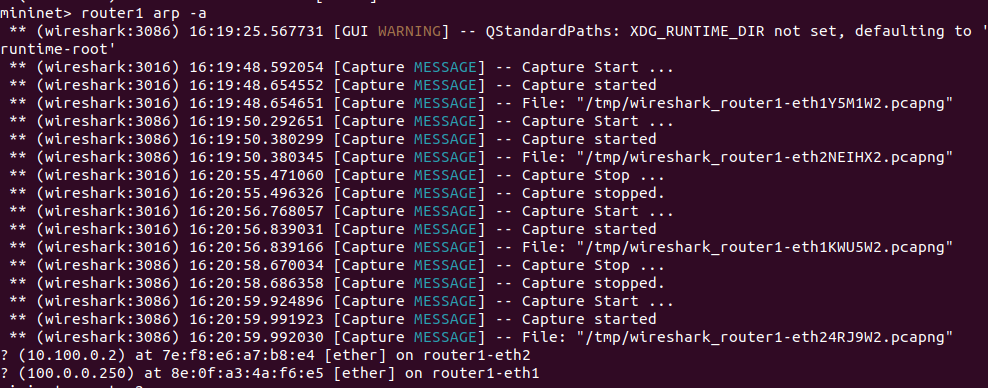 mininet> router1 arp -a
 ** (wireshark:3086) 16:19:25.567731 [GUI WARNING] -- QStandardPaths: XDG_RUNTIME_DIR not set, defaulting to '
runtime-root'
 ** (wireshark:3016) 16:19:48.592054 [Capture MESSAGE] -- Capture Start ...
 ** (wireshark:3016) 16:19:48.654552 [Capture MESSAGE] -- Capture started
 ** (wireshark:3016) 16:19:48.654651 [Capture MESSAGE] -- File: "/tmp/wireshark_router1-eth1Y5M1W2.pcapng"
 ** (wireshark:3086) 16:19:50.292651 [Capture MESSAGE] -- Capture Start ...
 ** (wireshark:3086) 16:19:50.380299 [Capture MESSAGE] -- Capture started
 ** (wireshark:3086) 16:19:50.380345 [Capture MESSAGE] -- File: "/tmp/wireshark_router1-eth2NEIHX2.pcapng"
 ** (wireshark:3016) 16:20:55.471060 [Capture MESSAGE] -- Capture Stop ...
 ** (wireshark:3016) 16:20:55.496326 [Capture MESSAGE] -- Capture stopped.
 ** (wireshark:3016) 16:20:56.768057 [Capture MESSAGE] -- Capture Start ...
 ** (wireshark:3016) 16:20:56.839031 [Capture MESSAGE] -- Capture started
 ** (wireshark:3016) 16:20:56.839166 [Capture MESSAGE] -- File: "/tmp/wireshark_router1-eth1KWU5W2.pcapng"
 ** (wireshark:3086) 16:20:58.670034 [Capture MESSAGE] -- Capture Stop ...
 ** (wireshark:3086) 16:20:58.686358 [Capture MESSAGE] -- Capture stopped.
 ** (wireshark:3086) 16:20:59.924896 [Capture MESSAGE] -- Capture Start ...
 ** (wireshark:3086) 16:20:59.991923 [Capture MESSAGE] -- Capture started
 ** (wireshark:3086) 16:20:59.992030 [Capture MESSAGE] -- File: "/tmp/wireshark_router1-eth24RJ9W2.pcapng"
? (10.100.0.2) at 7e:f8:e6:a7:b8:e4 [ether] on router1-eth2
? (100.0.0.250) at 8e:0f:a3:4a:f6:e5 [ether] on router1-eth1